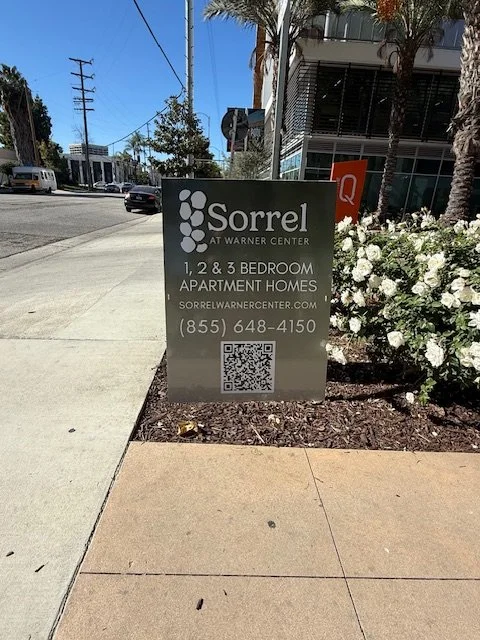 Sorrel
AT WARNER CENTER
1, 2 & 3 BEDROOM
APARTMENT HOMES
SORRELWARNERCENTER.COM
(855) 648-4150
Q